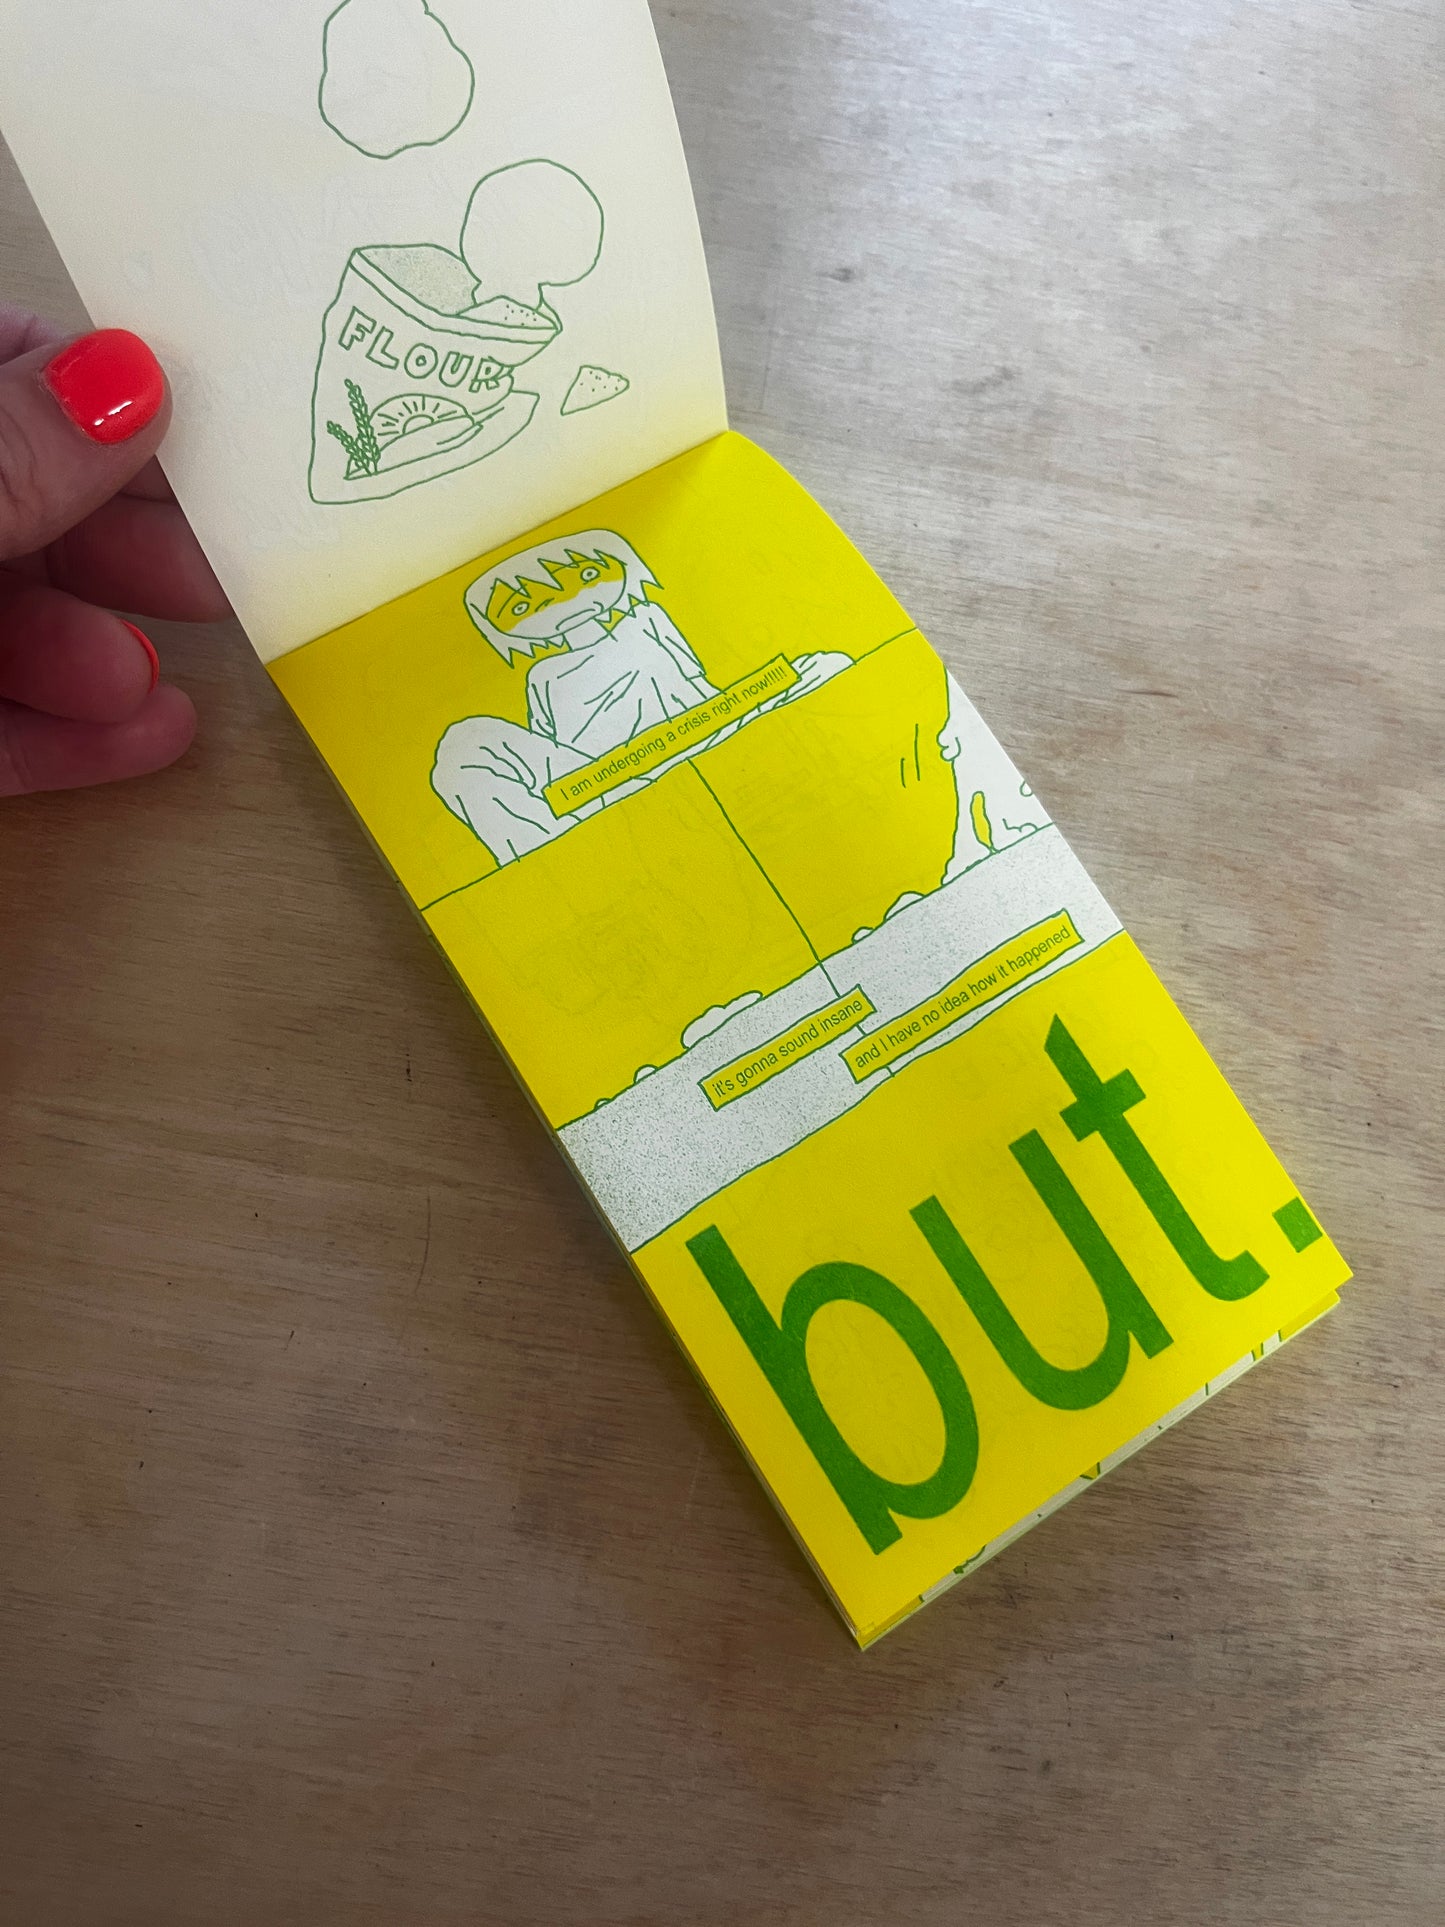 FLOUR
I am undergoing a crisis right now!!!!!
it's gonna sound insane
and I have no idea how it happened
but.